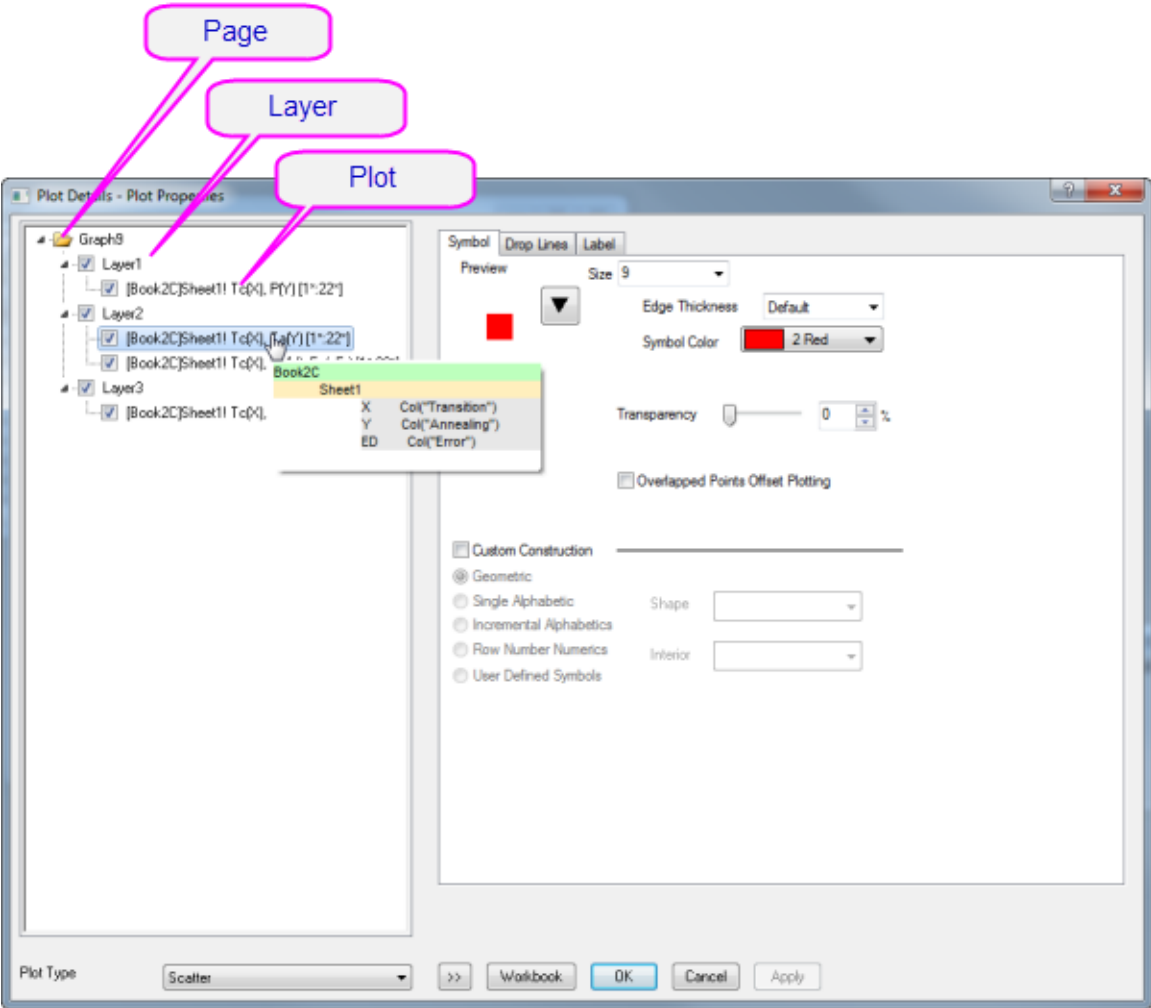 Page
Layer
Plot
Plot Details - Plot Properties
Graph9
Layer1
[Book2C]Sheet1! Tc(X), P(Y) [1*:22*]
Layer2
[Book2C]Sheet1! Tc(X), Ta(Y) [1*:22*]
[Book2C]Sheet1! Tc(X),
Layer3
[Book2C]Sheet1! Tc(X),
Book2C
Sheet1
X Col("Transition")
Y Col("Annealing")
ED Col("Error")
Symbol Drop Lines Label
Preview
Size 9
Edge Thickness Default
Symbol Color 2 Red
Transparency 0 %
Overlapped Points Offset Plotting
Custom Construction
Geometric
Single Alphabetic
Shape
Incremental Alphabetics
Row Number Numerics
Interior
User Defined Symbols
Plot Type Scatter >> Workbook OK Cancel Apply